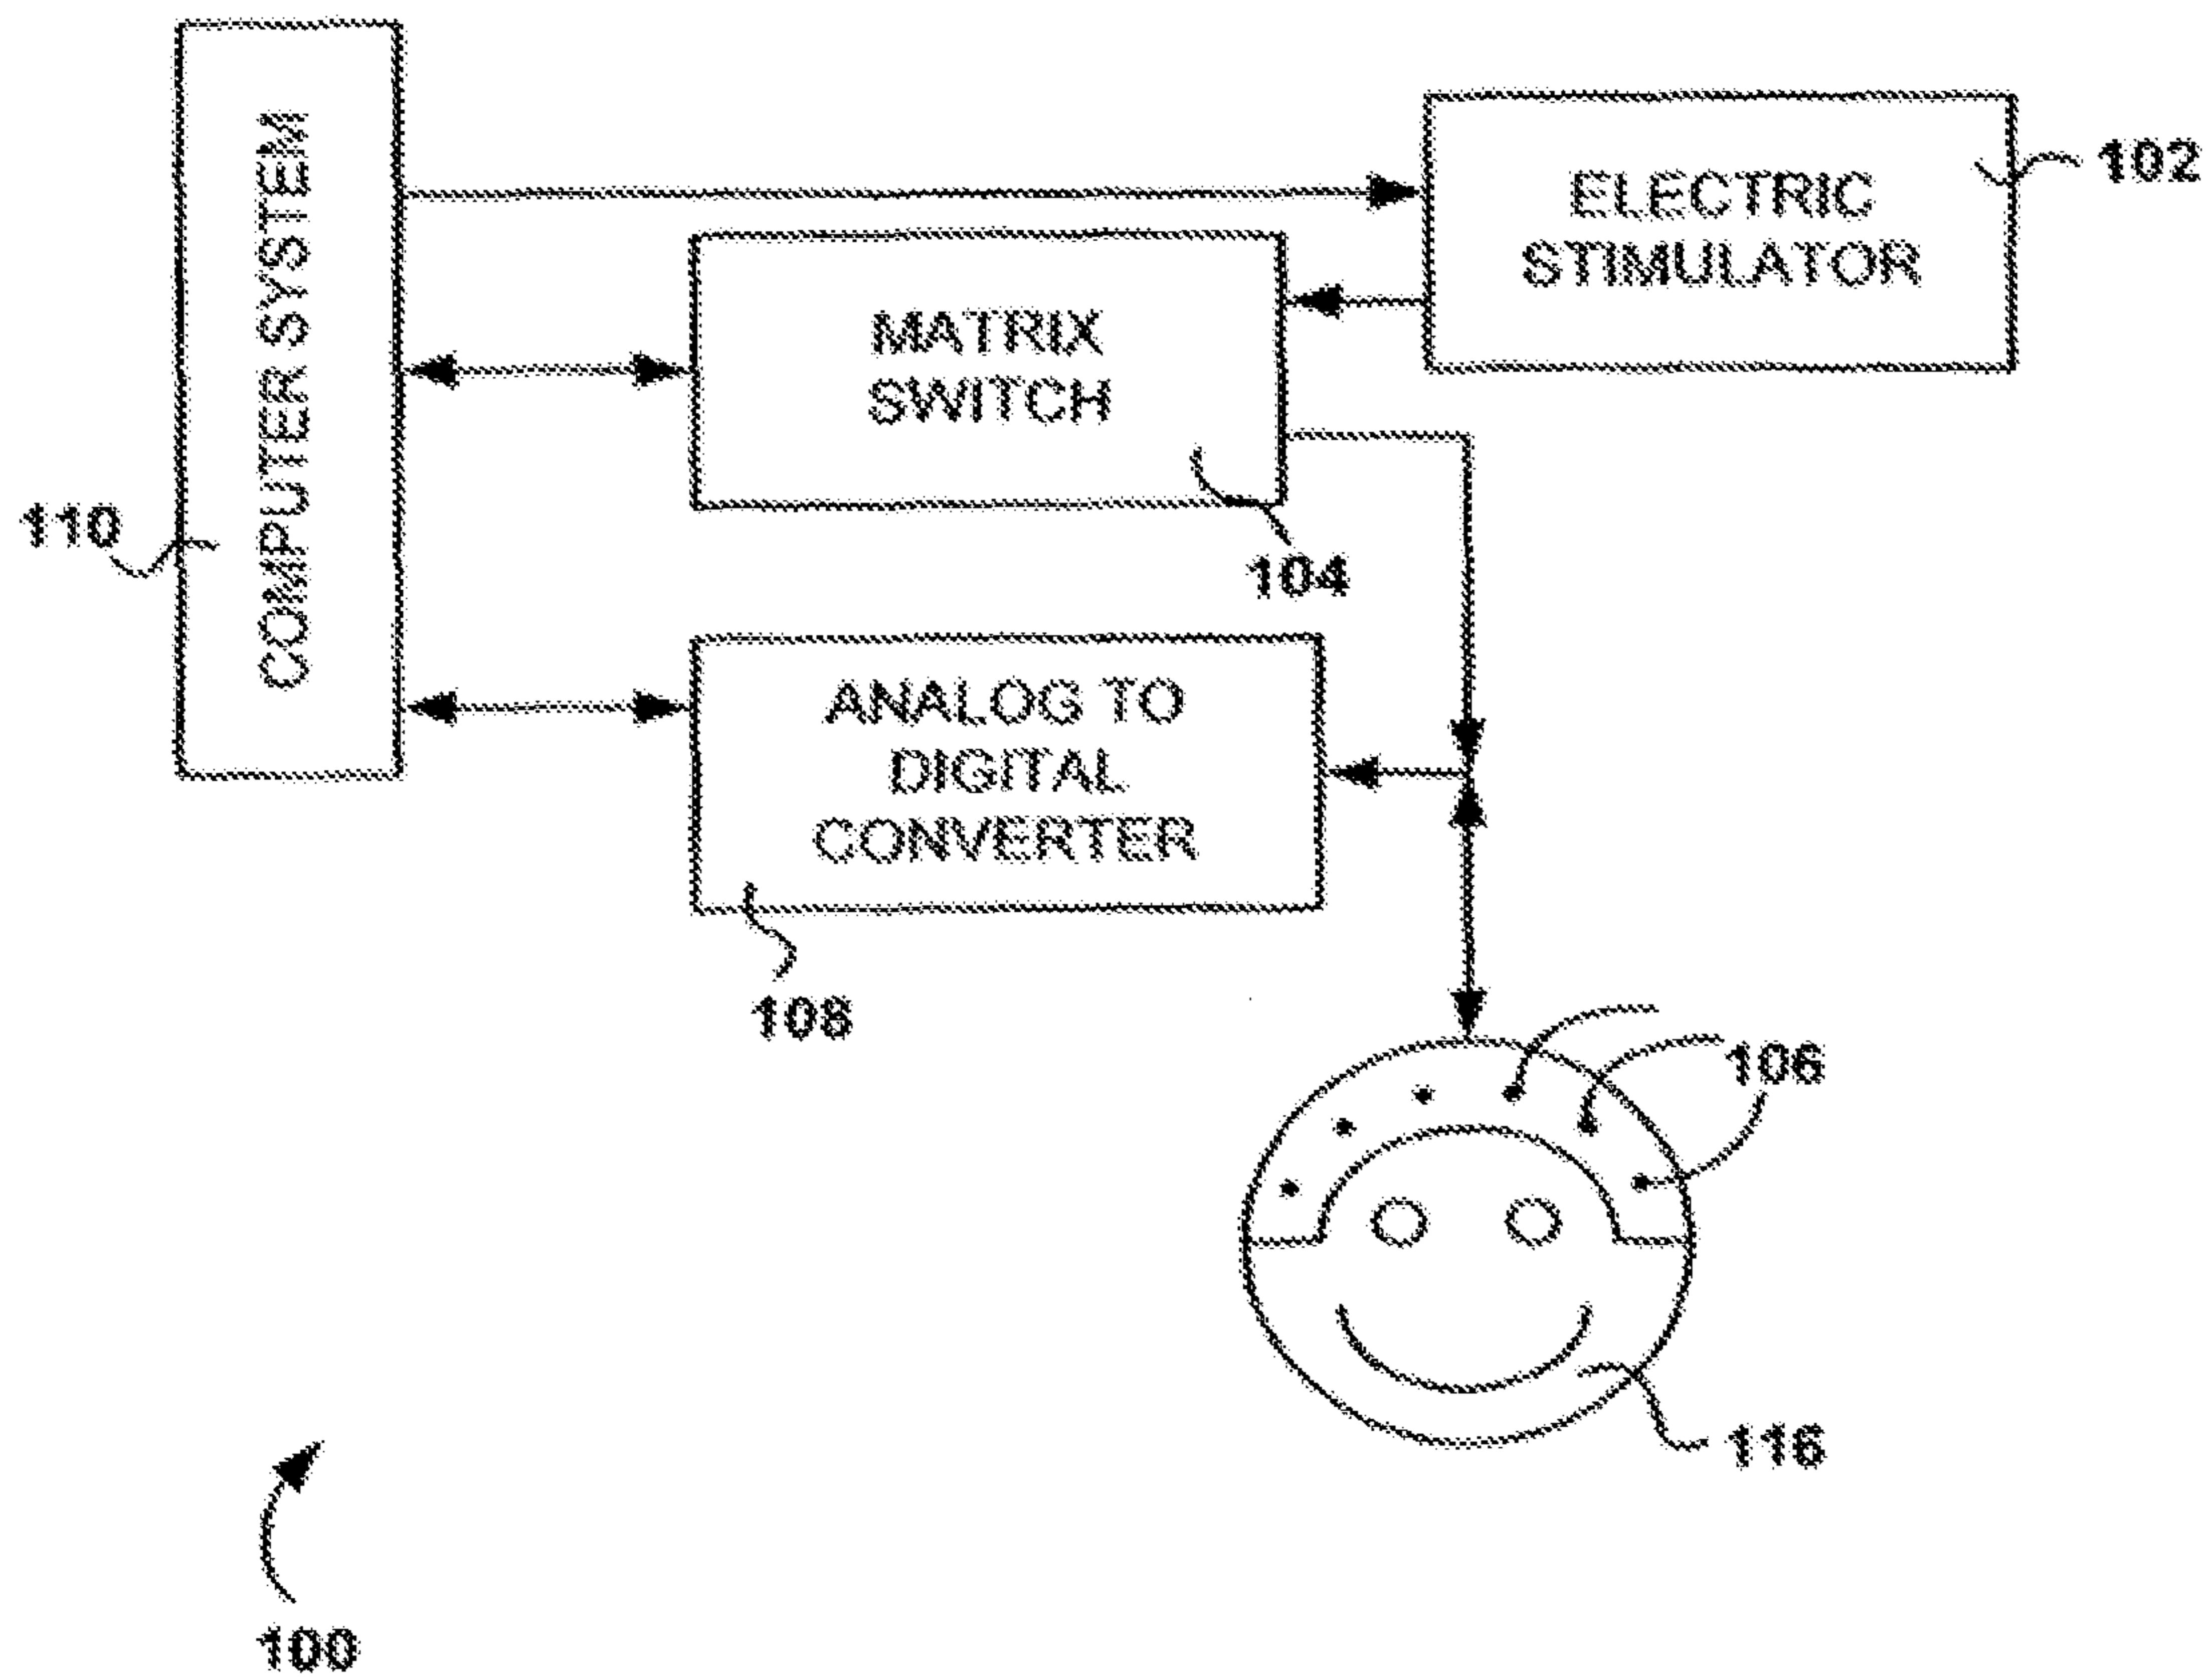 COMPUTER SYSTEM
110
ELECTRIC
STIMULATOR
102
MATRIX
SWITCH
104
ANALOG TO
DIGITAL
CONVERTER
108
106
116
100